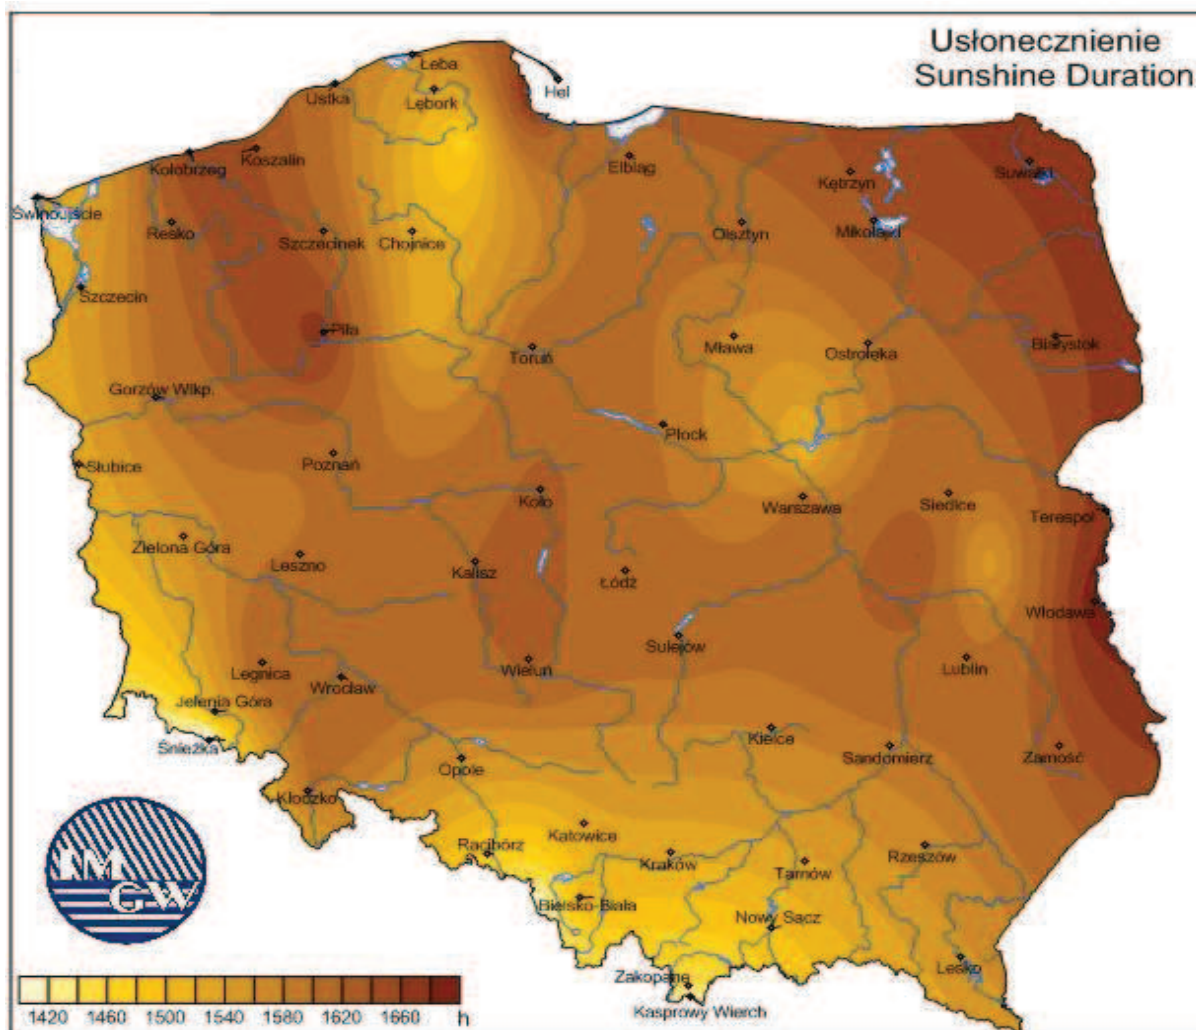 Usłonecznienie
Sunshine Duration
Łeba
Hel
Ustka
Lębork
Koszalin
Kołobrzeg
Elbląg
Suwałki
Kętrzyn
Świnoujście
Resko
Szczecinek
Chojnice
Olsztyn
Mikołajki
Szczecin
Piła
Toruń
Mława
Ostrołęka
Białystok
Gorzów Wlkp.
Płock
Słubice
Poznań
Koło
Warszawa
Siedlce
Terespol
Zielona Góra
Leszno
Kalisz
Łódź
Włodawa
Sulejów
Legnica
Wrocław
Wieluń
Lublin
Jelenia Góra
Śnieżka
Opole
Kielce
Sandomierz
Zamość
Kłodzko
Racibórz
Katowice
Kraków
Tarnów
Rzeszów
IM
GW
Bielsko-Biała
Nowy Sącz
Lesko
Zakopane
Kasprowy Wierch
1420 1460 1500 1540 1580 1620 1660 h